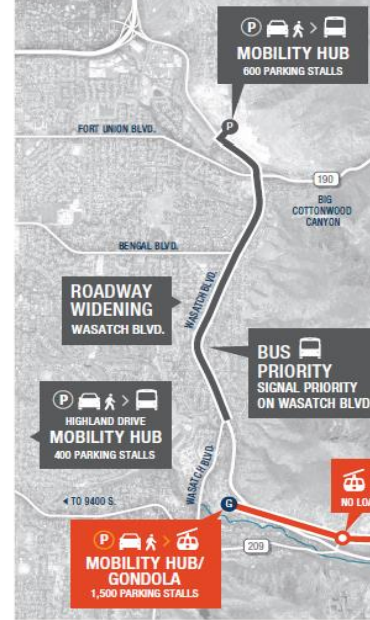 P >
MOBILITY HUB
600 PARKING STALLS
P
FORT UNION BLVD.
190
BIG
COTTONWOOD
CANYON
BENGAL BLVD.
ROADWAY
WIDENING
WASATCH BLVD.
WASATCH BLVD.
BUS
PRIORITY
SIGNAL PRIORITY
ON WASATCH BLVD
P >
HIGHLAND DRIVE
MOBILITY HUB
400 PARKING STALLS
WASATCH BLVD.
TO 9400 S.
G
NO
P >
MOBILITY HUB/
GONDOLA
1,500 PARKING STALLS
209